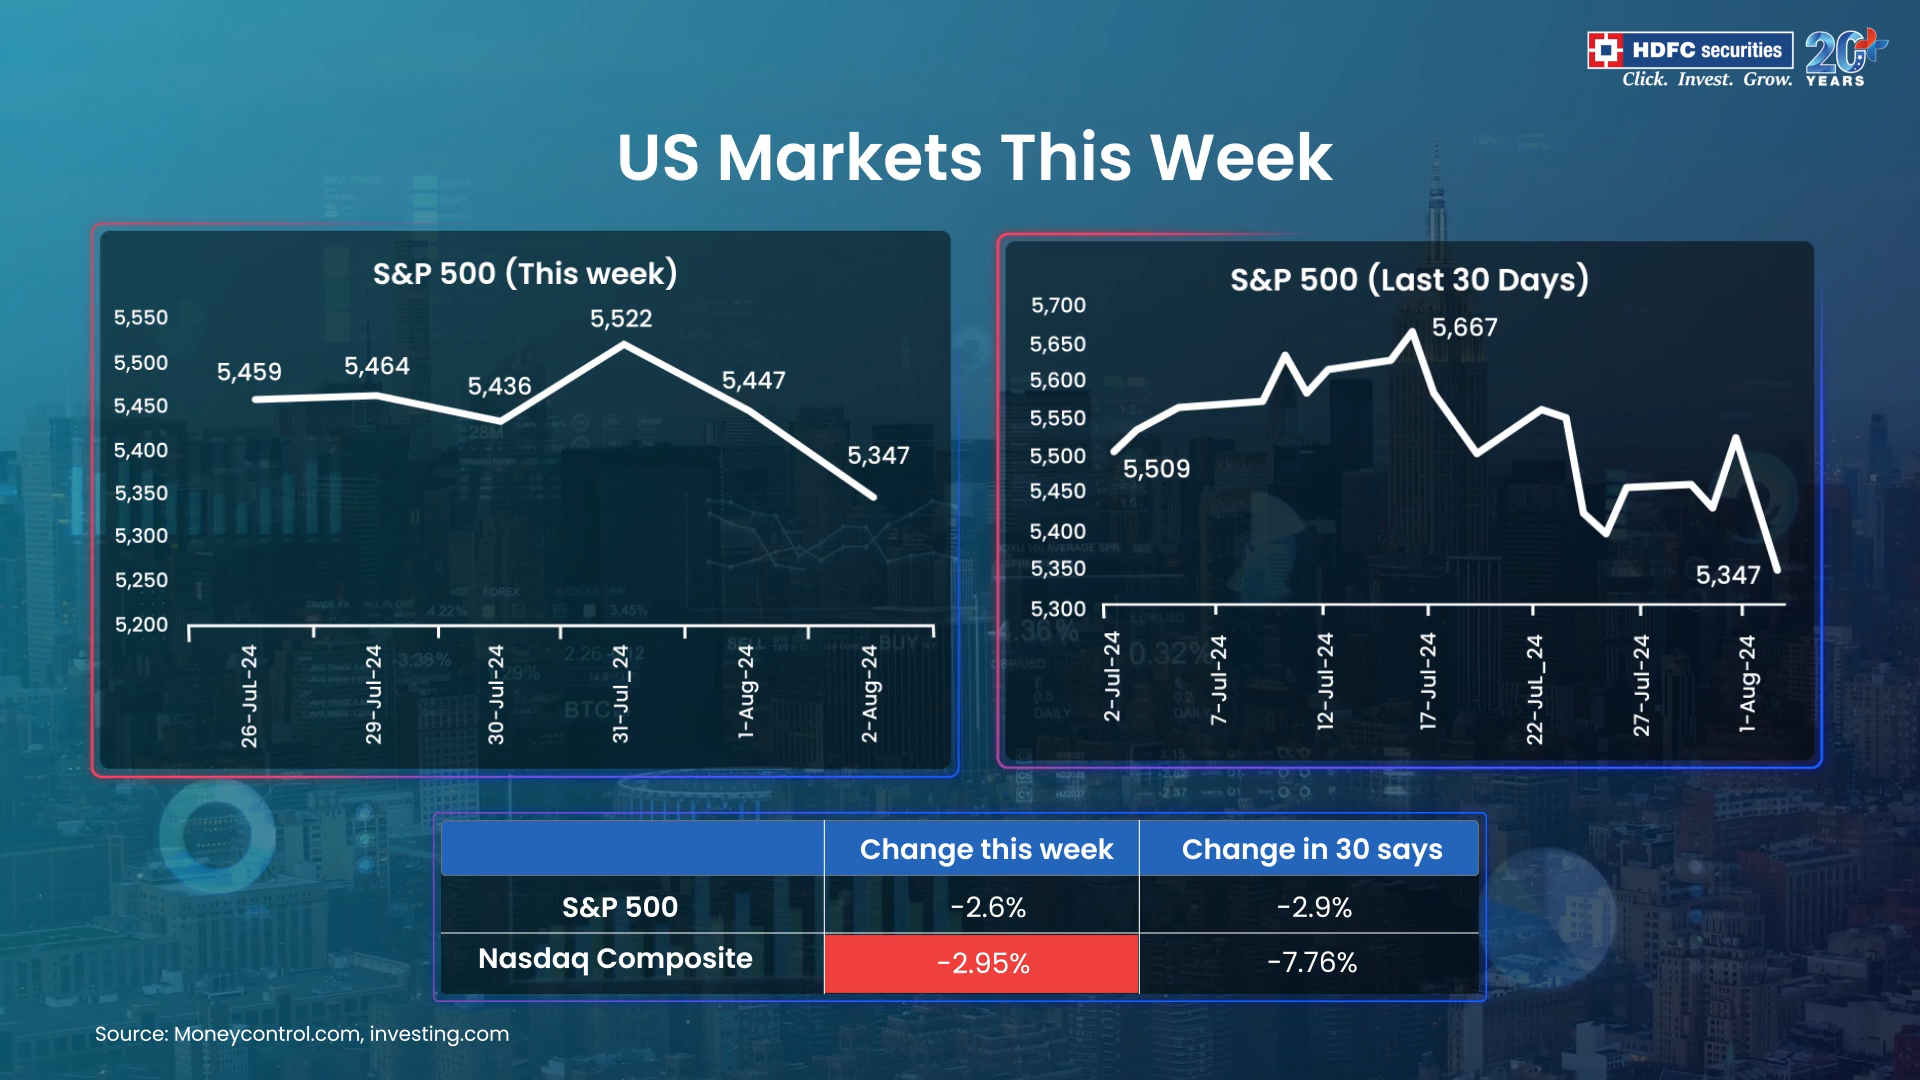 HDFC securities
Click. Invest. Grow.
20+
YEARS
US Markets This Week
S&P 500 (This week)
5,550
5,500
5,450
5,400
5,350
5,300
5,250
5,200
5,459
5,464
5,436
5,522
5,447
5,347
26-JuL-24
29-Jul-24
30-Jul-24
31-Jul_24
1-Aug-24
2-Aug-24
S&P 500 (Last 30 Days)
5,700
5,650
5,600
5,550
5,500
5,450
5,400
5,350
5,300
5,509
5,667
5,347
2-Jul-24
7-Jul-24
12-Jul-24
17-Jul-24
22-JuL_24
27-Jul-24
1-Aug-24
Change this week Change in 30 says
S&P 500 -2.6% -2.9%
Nasdaq Composite -2.95% -7.76%
Source: Moneycontrol.com, investing.com